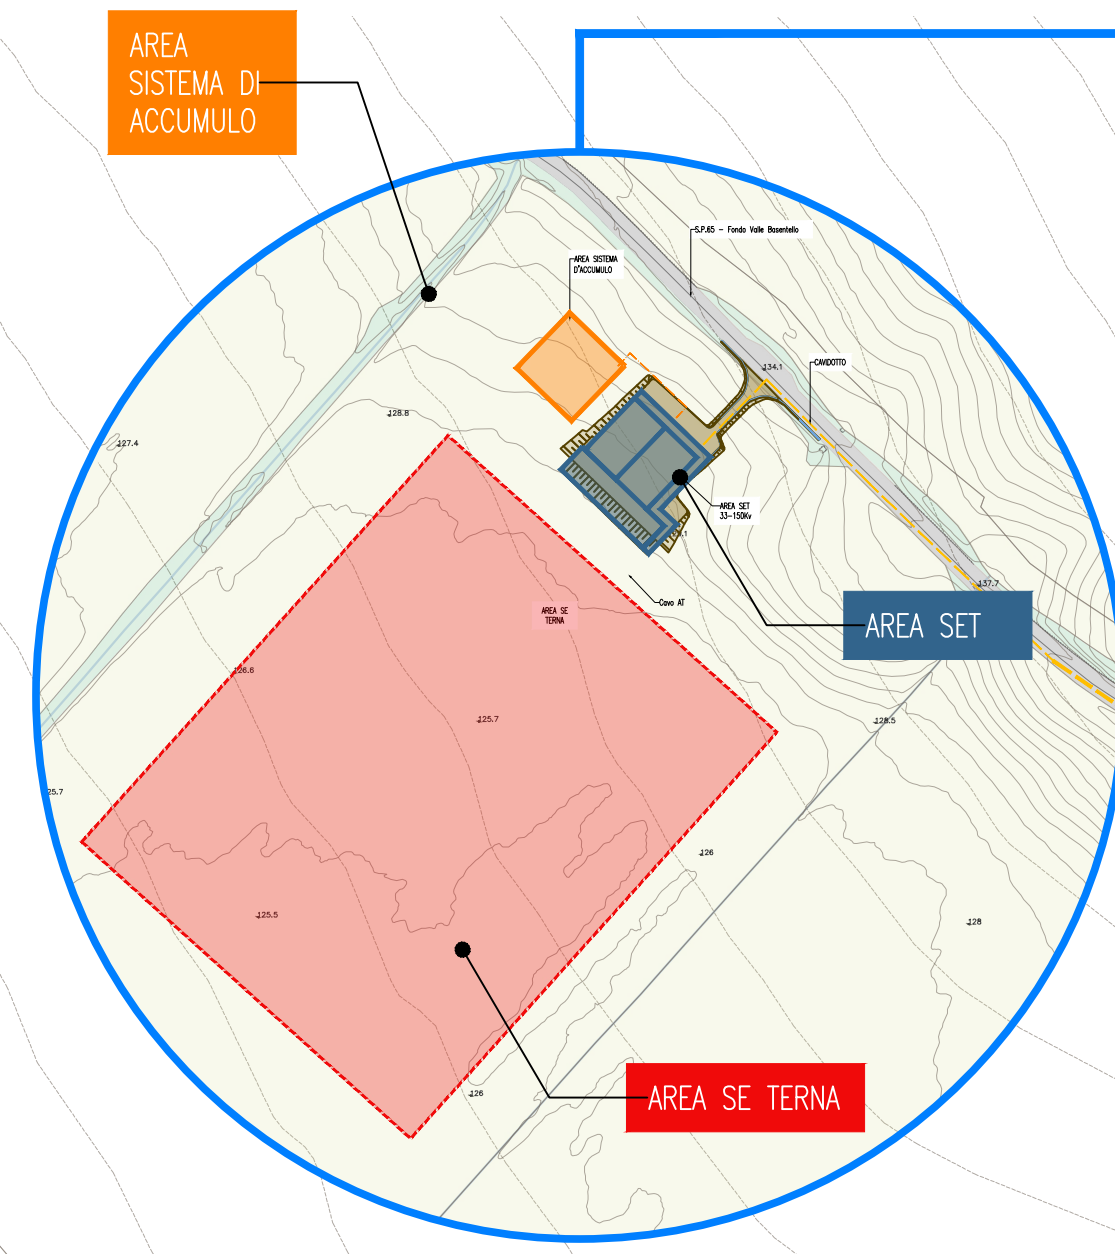 AREA
SISTEMA DI
ACCUMULO
S.P.65 - Fondo Valle Basentello
AREA SISTEMA
D'ACCUMULO
CAVIDOTTO
134.1
128.8
127.4
AREA SET
33-150Kv
137.7
Cavo AT
AREA SE
TERNA
AREA SET
126.6
125.7
128.5
25.7
126
125.5
128
126
AREA SE TERNA